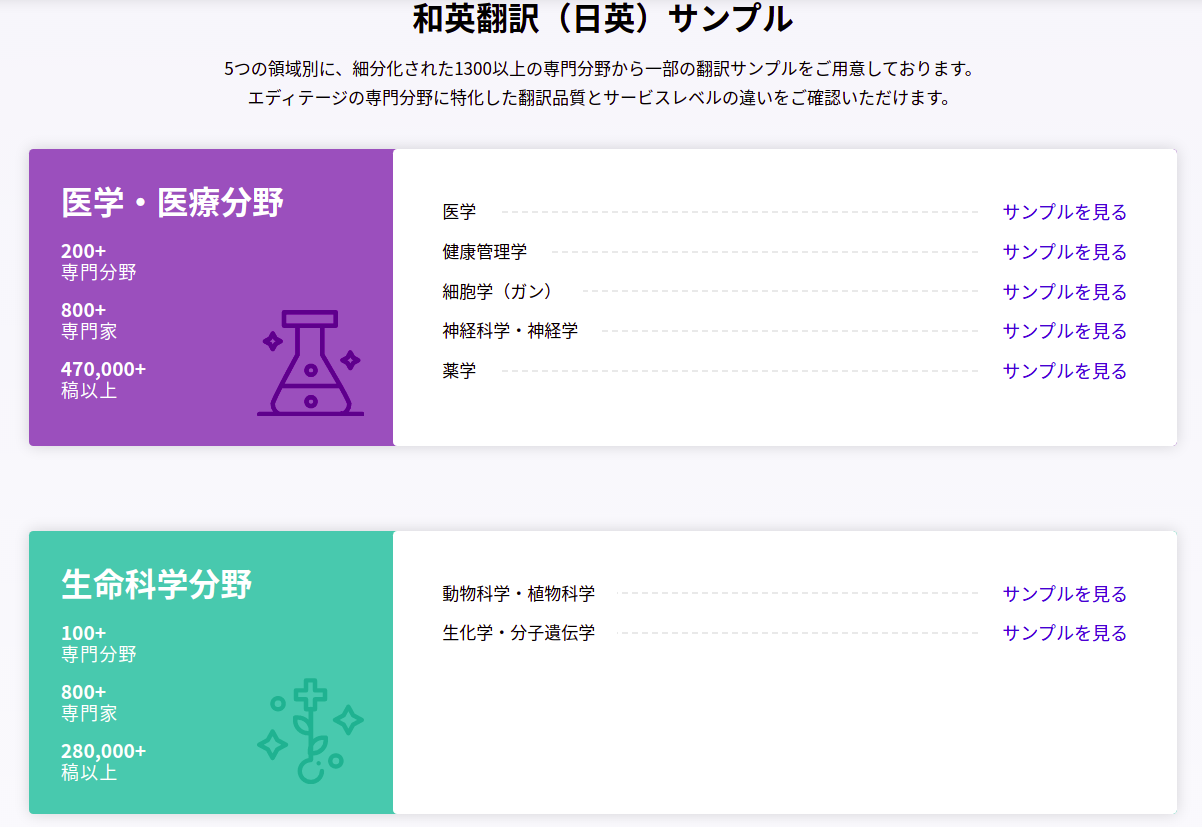 和英翻訳（日英）サンプル
5つの領域別に、細分化された1300以上の専門分野から一部の翻訳サンプルをご用意しております。
エディテージの専門分野に特化した翻訳品質とサービスレベルの違いをご確認いただけます。
医学・医療分野
200+
専門分野
800+
専門家
470,000+
稿以上
医学 サンプルを見る
健康管理学 サンプルを見る
細胞学（ガン） サンプルを見る
神経科学・神経学 サンプルを見る
薬学 サンプルを見る
生命科学分野
100+
専門分野
800+
専門家
280,000+
稿以上
動物科学・植物科学 サンプルを見る
生化学・分子遺伝学 サンプルを見る